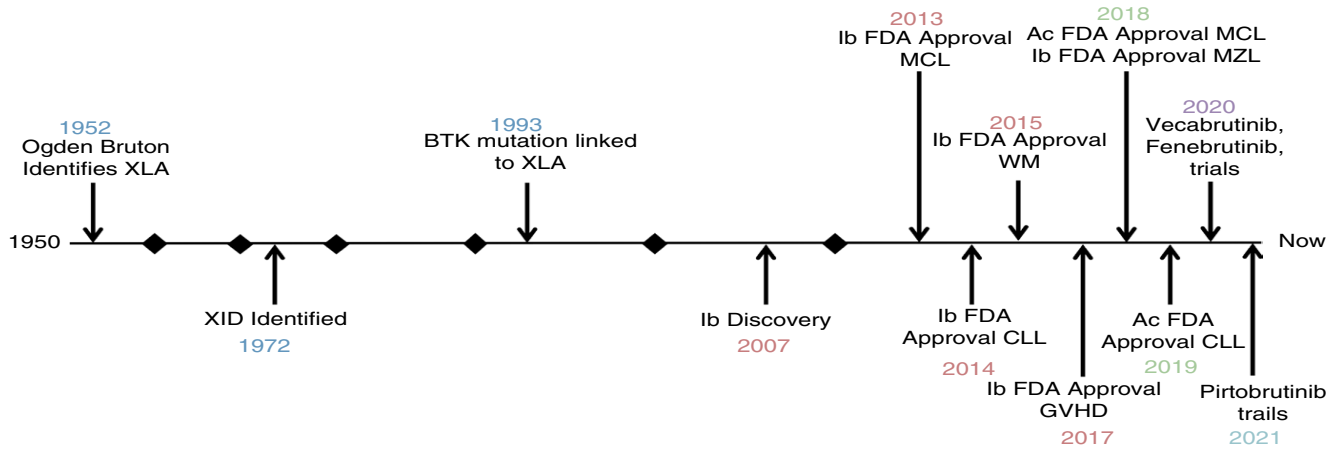 1950
1952
Ogden Bruton
Identifies XLA
XID Identified
1972
1993
BTK mutation linked
to XLA
Ib Discovery
2007
2013
Ib FDA Approval
MCL
Ib FDA
Approval CLL
2014
2015
Ib FDA Approval
WM
Ib FDA Approval
GVHD
2017
2018
Ac FDA Approval MCL
Ib FDA Approval MZL
Ac FDA
Approval CLL
2019
2020
Vecabrutinib,
Fenebrutinib,
trials
Pirtobrutinib
trails
2021
Now